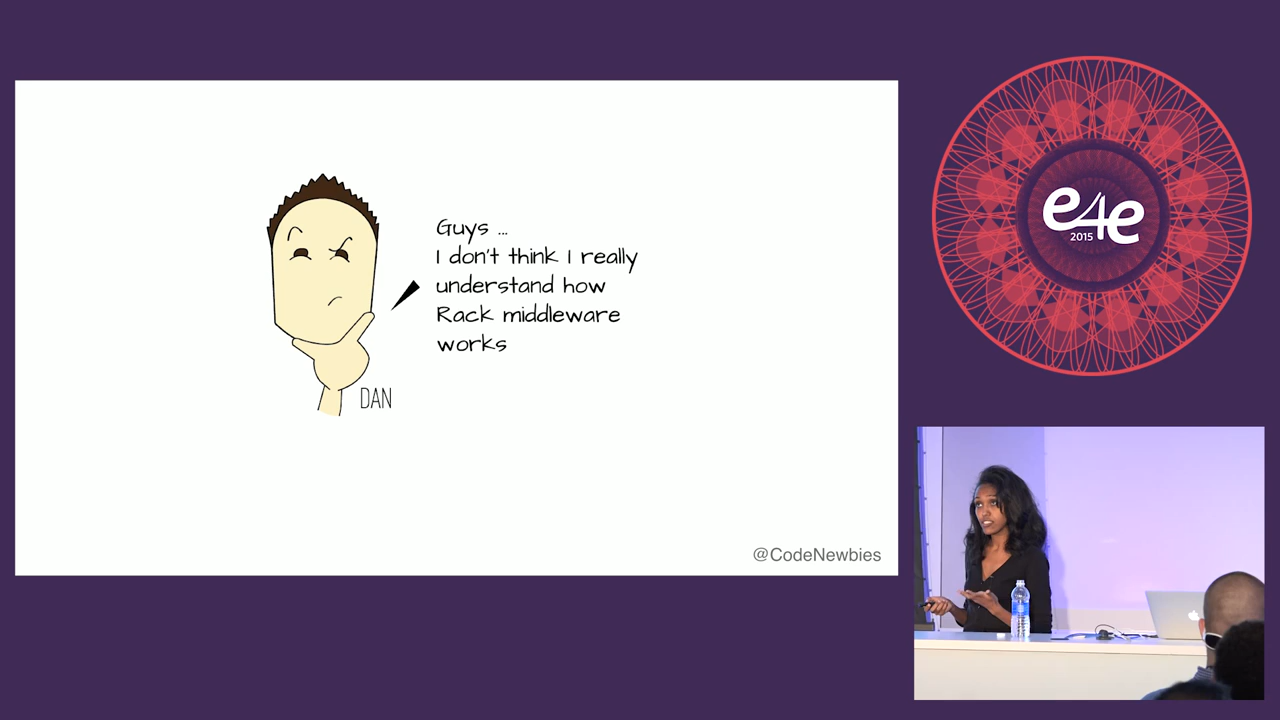 Guys ...
I don't think I really
understand how
Rack middleware
works
DAN
@CodeNewbies
e4e
2015